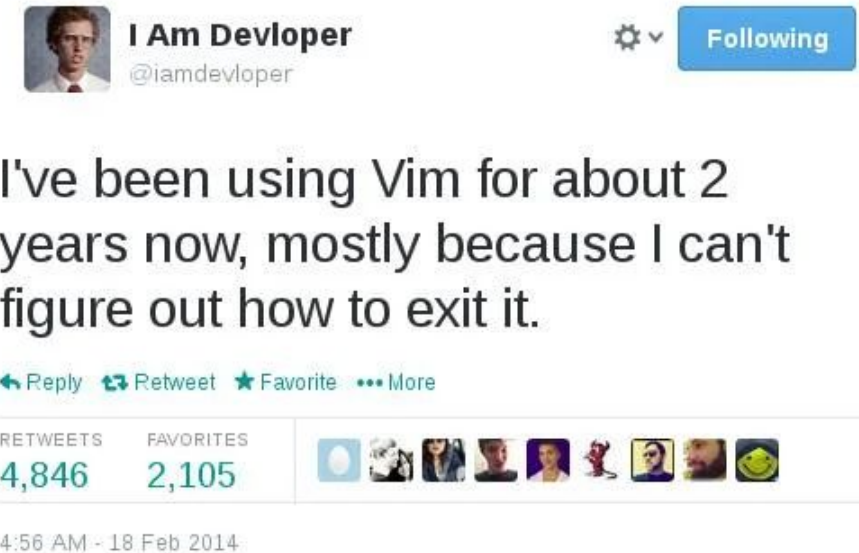 I Am Devloper
@iamdevloper
Following
I've been using Vim for about 2
years now, mostly because I can't
figure out how to exit it.
Reply Retweet Favorite More
RETWEETS FAVORITES
4,846 2,105
4:56 AM - 18 Feb 2014